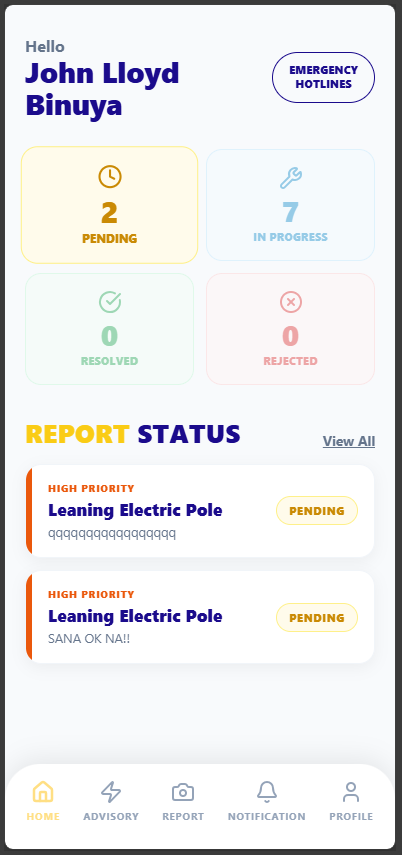 Hello
John Lloyd
Binuya
EMERGENCY
HOTLINES
2
PENDING
7
IN PROGRESS
0
RESOLVED
0
REJECTED
REPORT STATUS
View All
HIGH PRIORITY
Leaning Electric Pole
qqqqqqqqqqqqqqqqq
PENDING
HIGH PRIORITY
Leaning Electric Pole
SANA OK NA!!
PENDING
HOME
ADVISORY
REPORT
NOTIFICATION
PROFILE